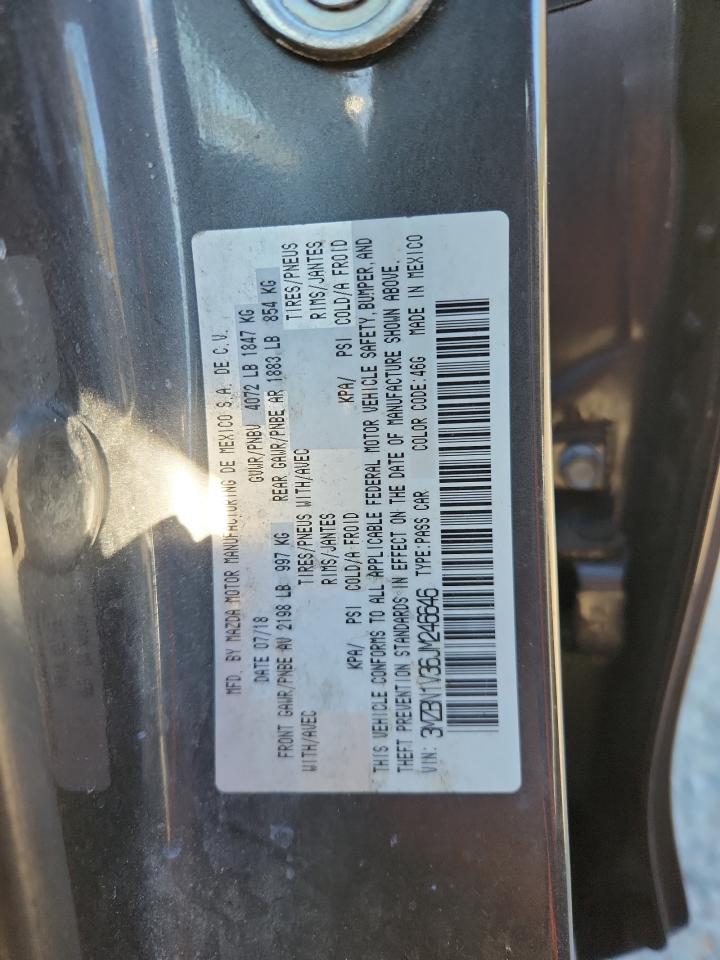 MFD. BY MAZDA MOTOR MANUFACTURING DE MEXICO S.A. DE C.V.
DATE 07/18 GVWR/PNBV 4072 LB 1847 KG
FRONT GAWR/PNBE AV 2198 LB 997 KG REAR GAWR/PNBE AR 1883 LB 854 KG
WITH/AVEC TIRES/PNEUS WITH/AVEC TIRES/PNEUS
RIMS/JANTES RIMS/JANTES
KPA/ PSI COLD/A FROID KPA/ PSI COLD/A FROID
THIS VEHICLE CONFORMS TO ALL APPLICABLE FEDERAL MOTOR VEHICLE SAFETY, BUMPER, AND
THEFT PREVENTION STANDARDS IN EFFECT ON THE DATE OF MANUFACTURE SHOWN ABOVE.
VIN: 3MZBN1V36JM246646 TYPE:PASS CAR COLOR CODE:46G MADE IN MEXICO